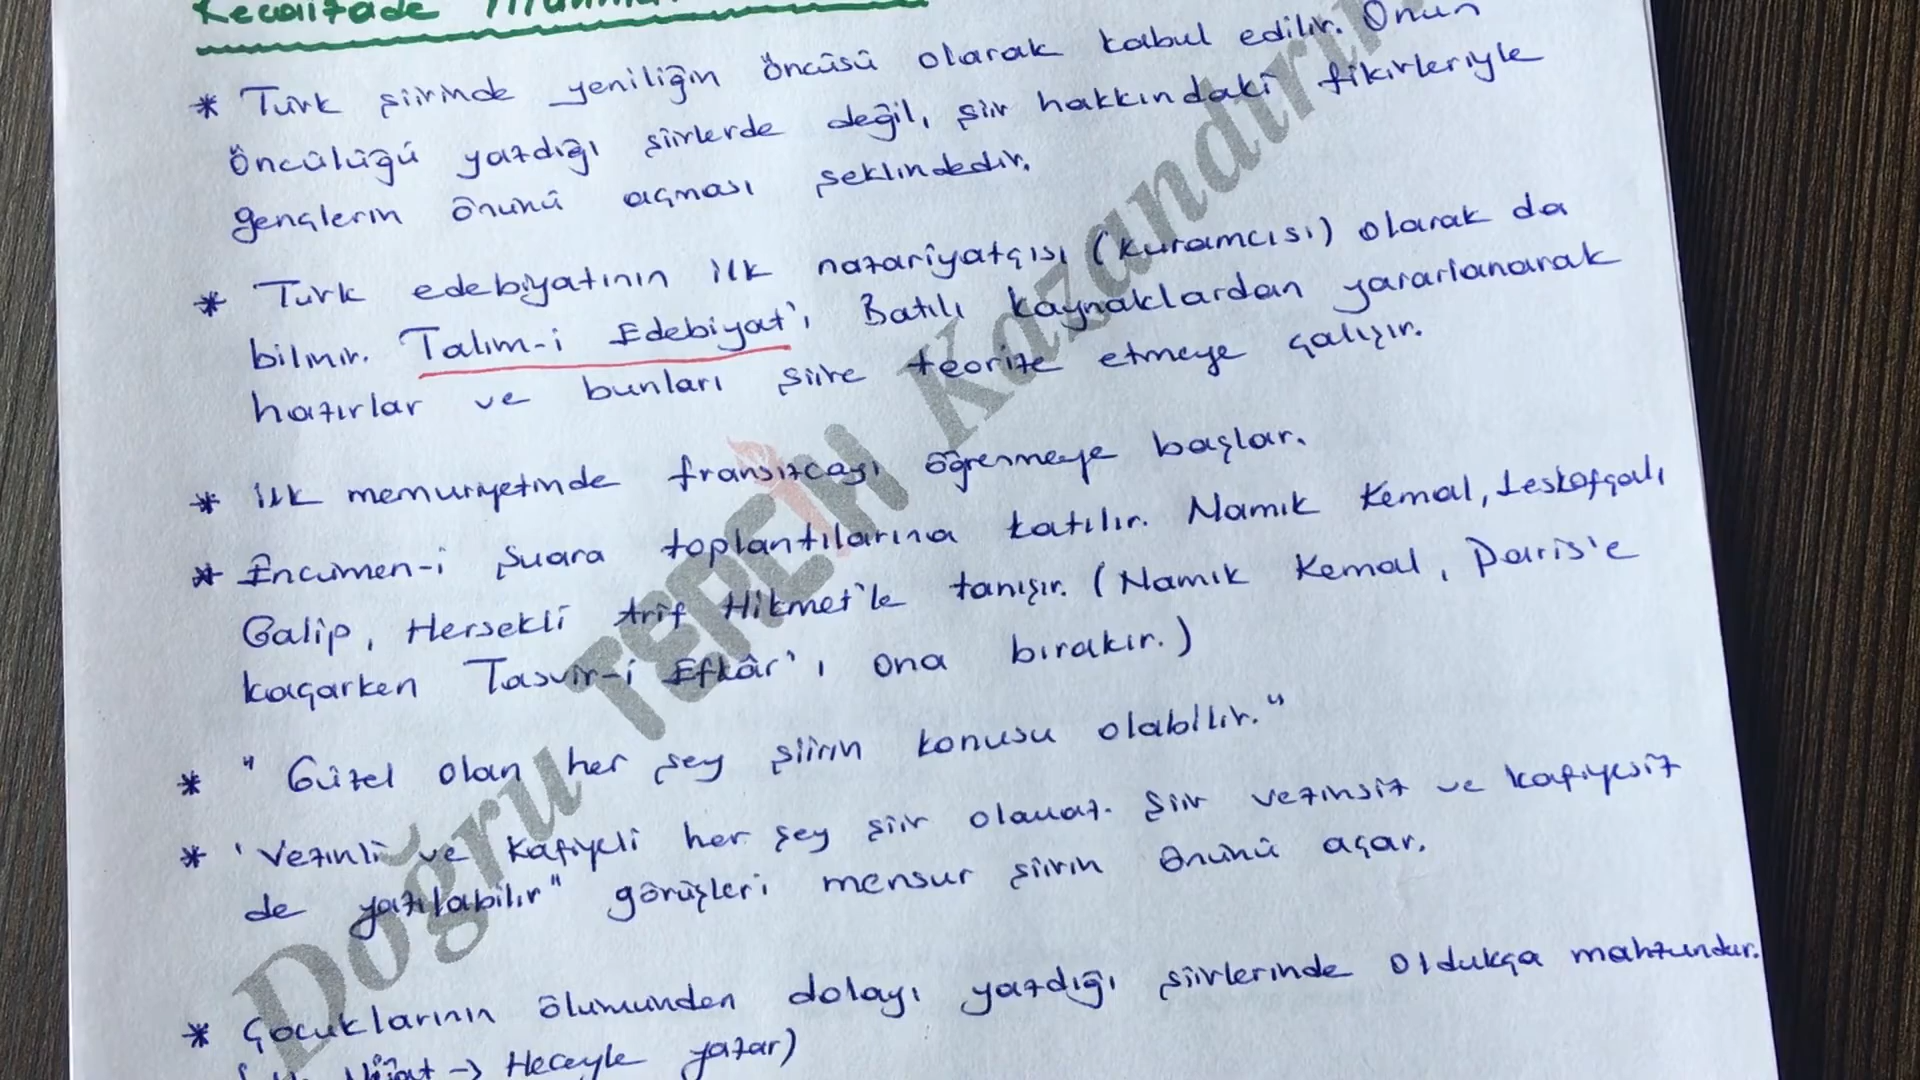 Recaizade
* Türk şiirinde yeniliğin öncüsü olarak kabul edilir. Onun
öncülüğü yazdığı şiirlerde değil, şiir hakkındaki fikirleriyle
gençlerin önünü açması şeklindedir.
* Türk edebiyatının ilk nazariyatçısı (kuramcısı) olarak da
bilinir. Talim-i Edebiyat'ı Batılı kaynaklardan yararlanarak
hazırlar ve bunları şiire teorize etmeye çalışır.
* İlk memuriyetinde fransızcayı öğrenmeye başlar.
* Encümen-i Şuara toplantılarına katılır. Namık Kemal, Leskofçalı
Galip, Hersekli Arif Hikmet'le tanışır. (Namık Kemal, Paris'e
kaçarken Tasvir-i Efkâr'ı ona bırakır.)
* "Güzel olan her şey şiirin konusu olabilir."
* 'Vezinli ve kafiyeli her şey şiir olamaz. Şiir vezinsiz ve kafiyesiz
de yazılabilir" görüşleri mensur şiirin önünü açar.
* Çocuklarının ölümünden dolayı yazdığı şiirlerinde oldukça mahzundur.
Nijat -> Heceyle yazar)
Doğru TERCİH Kazandırır